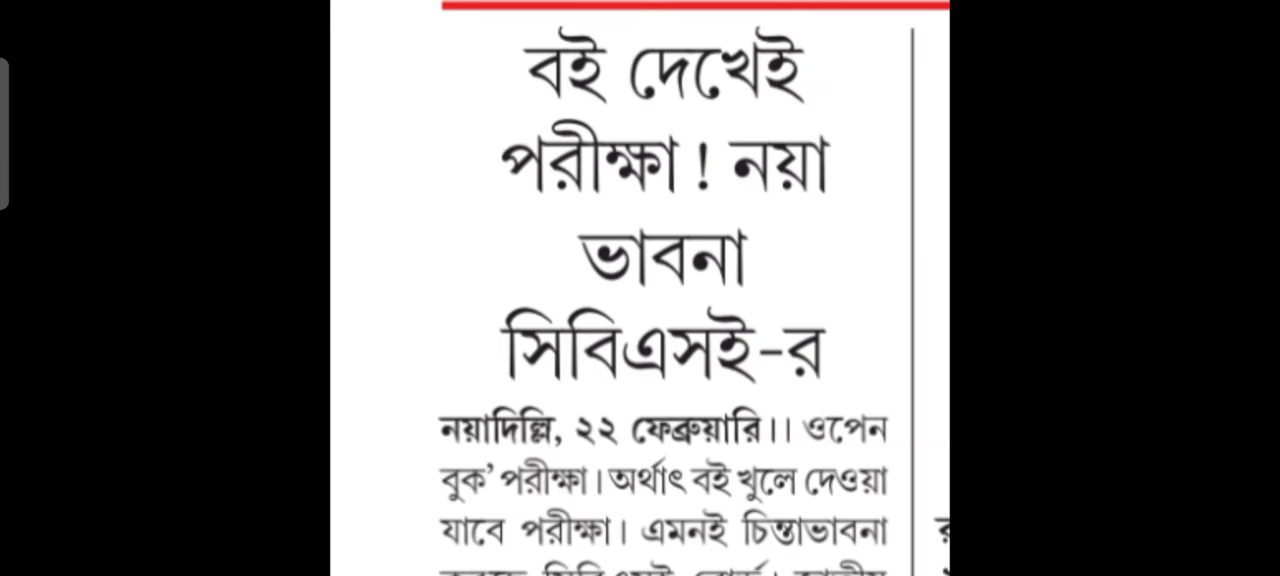 বই দেখেই
পরীক্ষা ! নয়া
ভাবনা
সিবিএসই-র
নয়াদিল্লি, ২২ ফেব্রুয়ারি।। ওপেন
বুক’ পরীক্ষা। অর্থাৎ বই খুলে দেওয়া
যাবে পরীক্ষা। এমনই চিন্তাভাবনা